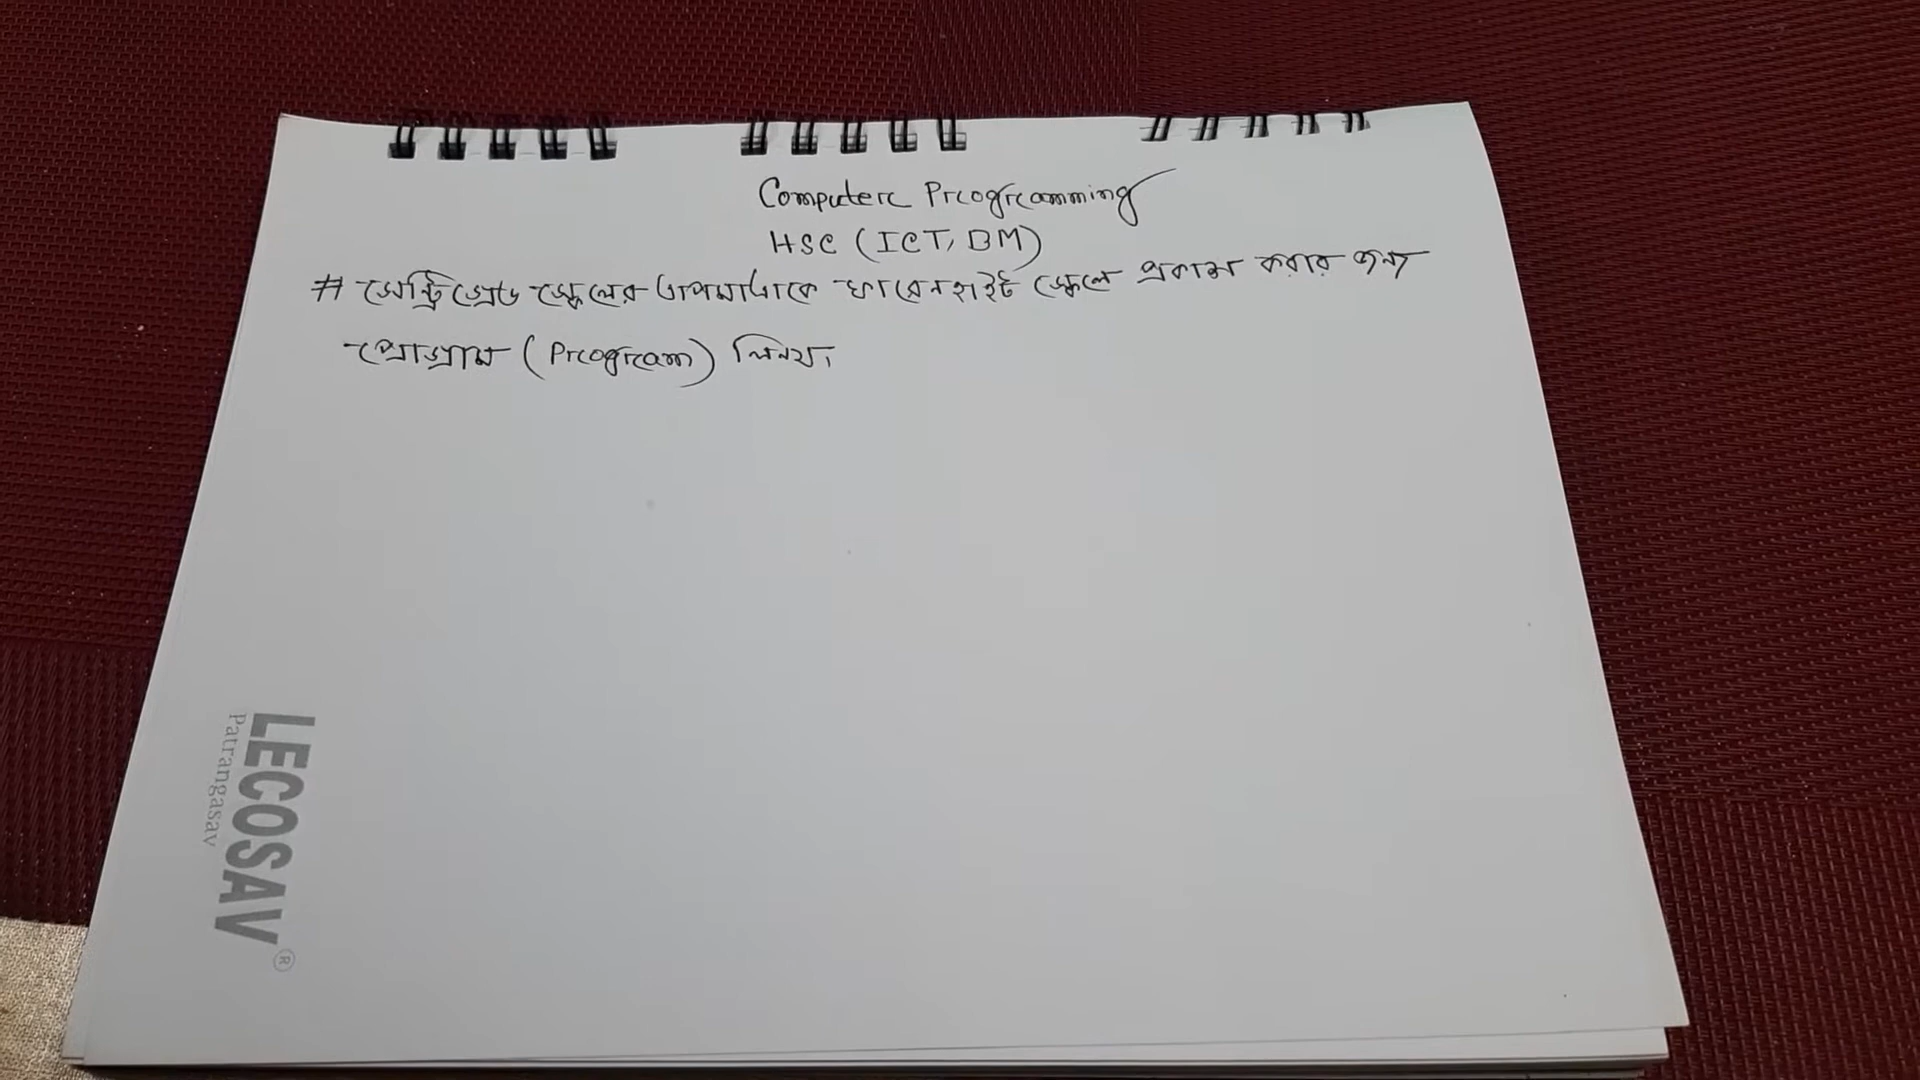 Computer Programming
HSC (ICT, BM)
# সেন্ট্রিগ্রেড স্কেলের তাপমাত্রাকে ফারেনহাইট স্কেলে প্রকাশ করার জন্য
প্রোগ্রাম (Program) লিখ।
LECOSAV®
Patrangasav